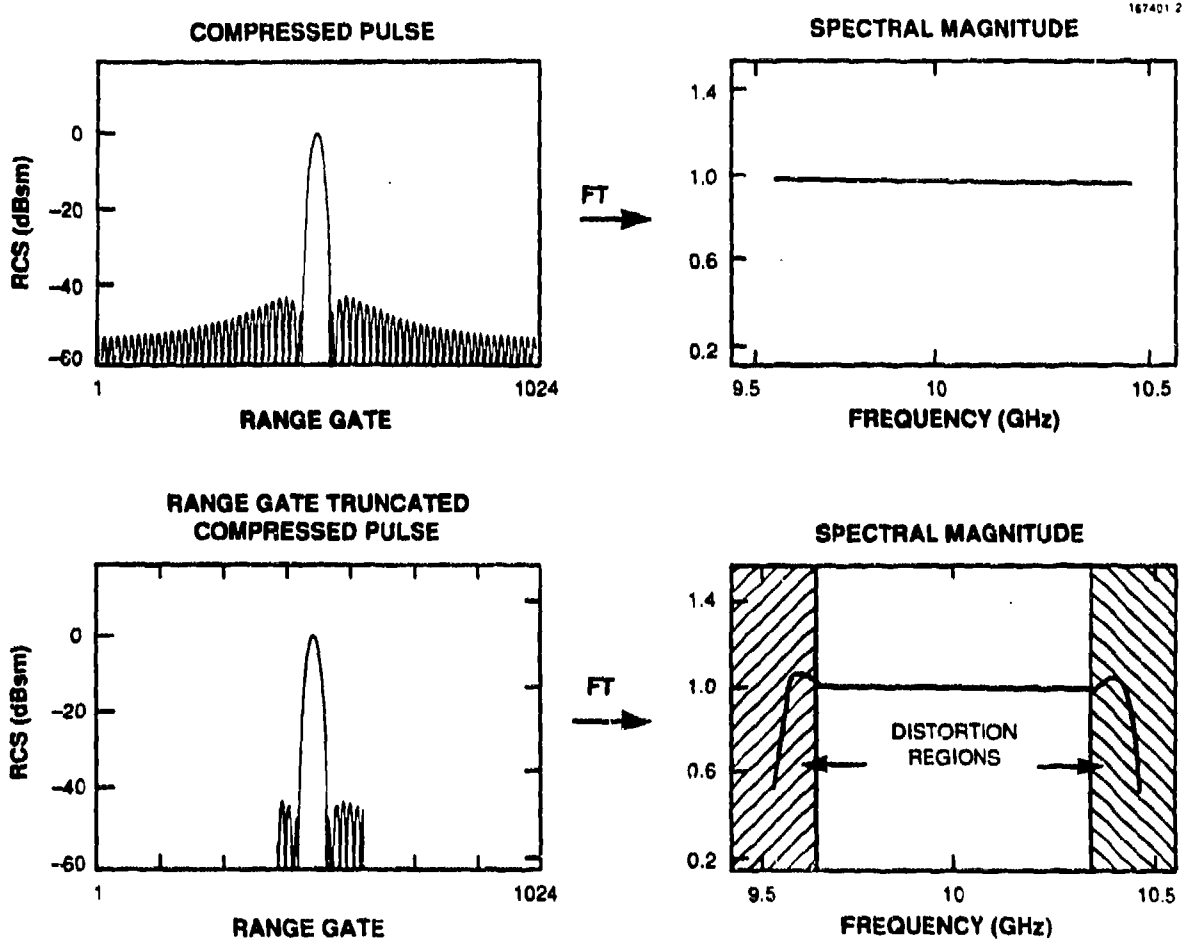 167401 2
COMPRESSED PULSE
SPECTRAL MAGNITUDE
RCS (dBsm)
0
-20
-40
-60
1
1024
RANGE GATE
FT
1.4
1.0
0.6
0.2
9.5
10
10.5
FREQUENCY (GHz)
RANGE GATE TRUNCATED
COMPRESSED PULSE
SPECTRAL MAGNITUDE
RCS (dBsm)
0
-20
-40
-60
1
1024
RANGE GATE
FT
1.4
1.0
0.6
0.2
DISTORTION
REGIONS
9.5
10
10.5
FREQUENCY (GHz)